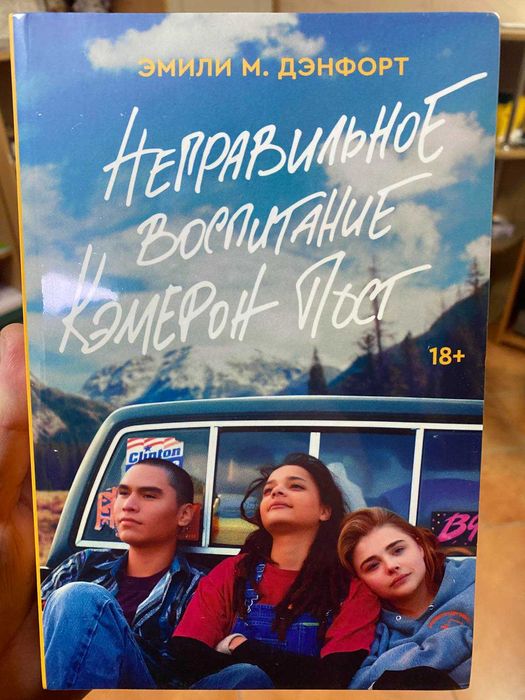 ЭМИЛИ М. ДЭНФОРТ
НЕПРАВИЛЬНОЕ
ВОСПИТАНИЕ
КЭМЕРОН ПОСТ
18+
Clinton